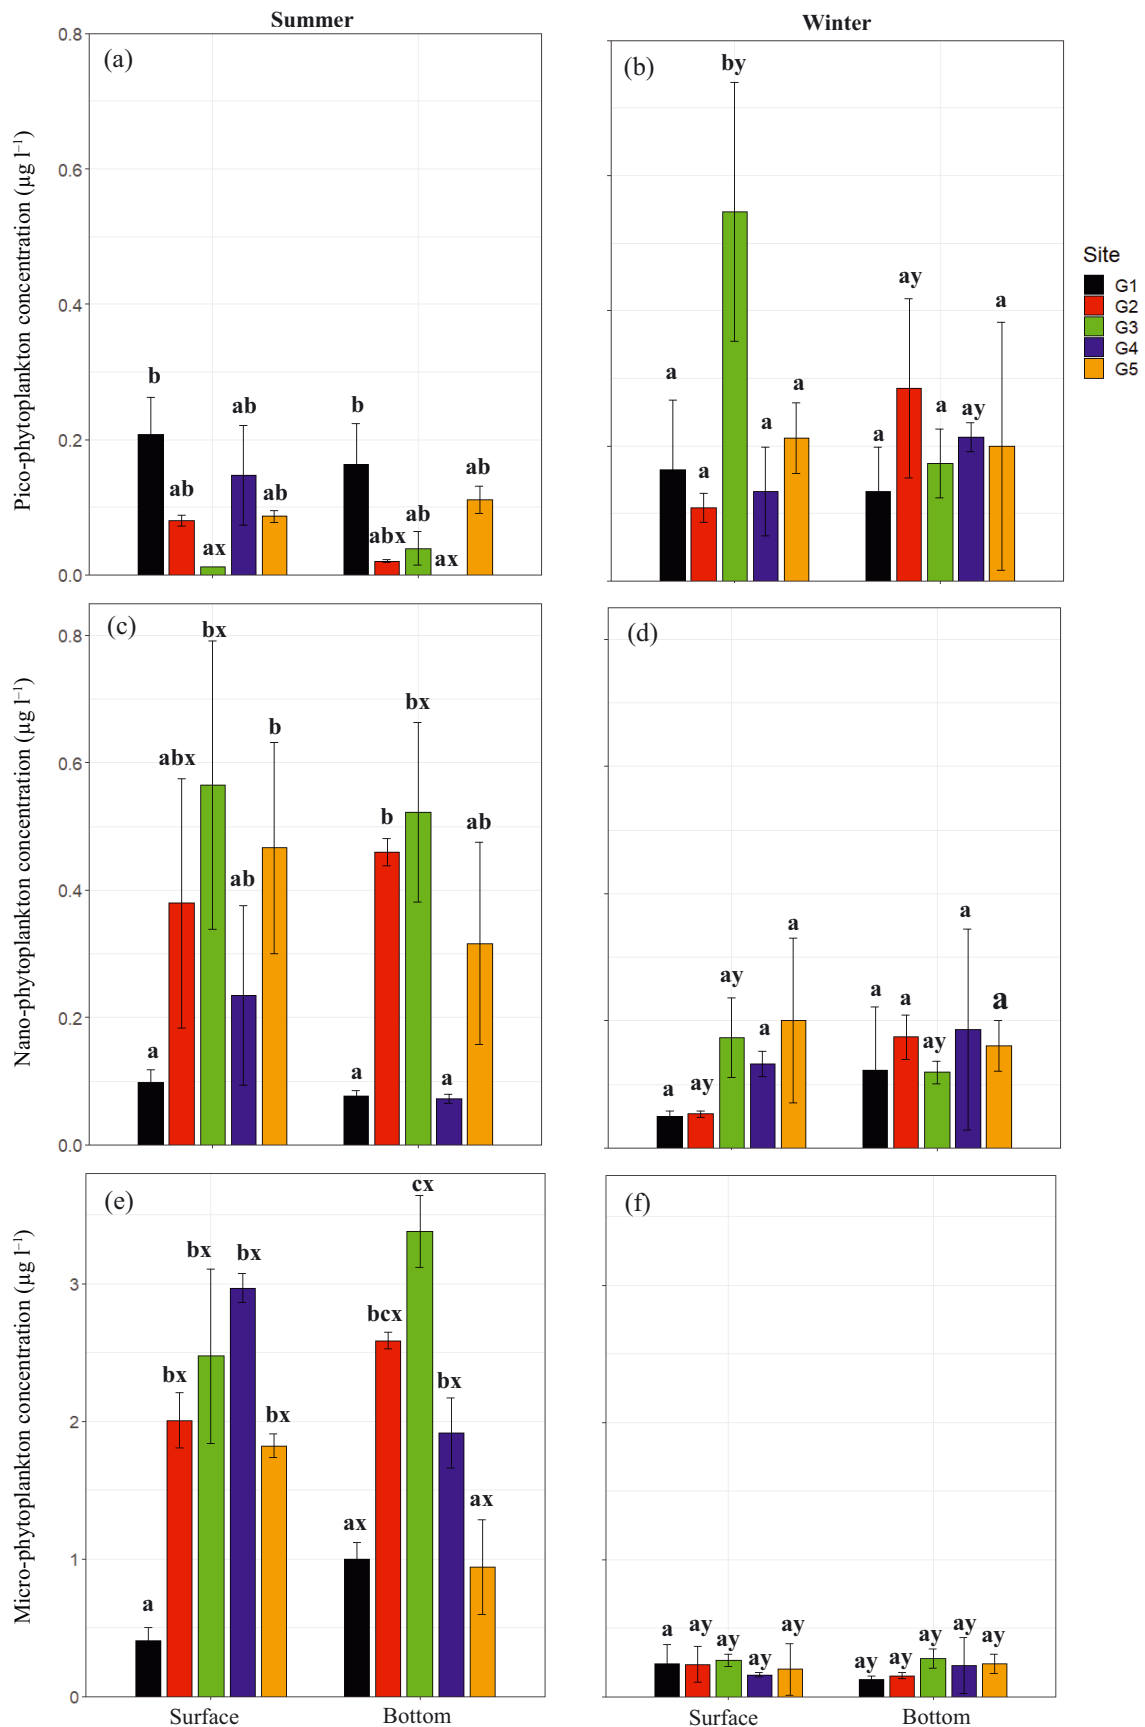 Summer
Winter
Pico-phytoplankton concentration (µg l⁻¹)
0.8
0.6
0.4
0.2
0.0
(a)
b
ab
ax
ab
ab
b
abx
ab
ax
ab
(b)
a
a
by
a
a
a
ay
a
ay
a
Site
G1
G2
G3
G4
G5
Nano-phytoplankton concentration (µg l⁻¹)
0.8
0.6
0.4
0.2
0.0
(c)
a
abx
bx
ab
b
a
b
bx
a
ab
(d)
a
ay
ay
a
a
a
a
ay
a
a
Micro-phytoplankton concentration (µg l⁻¹)
3
2
1
0
(e)
a
bx
bx
bx
bx
ax
bcx
cx
bx
ax
(f)
a
ay
ay
ay
ay
ay
ay
ay
ay
ay
Surface
Bottom
Surface
Bottom